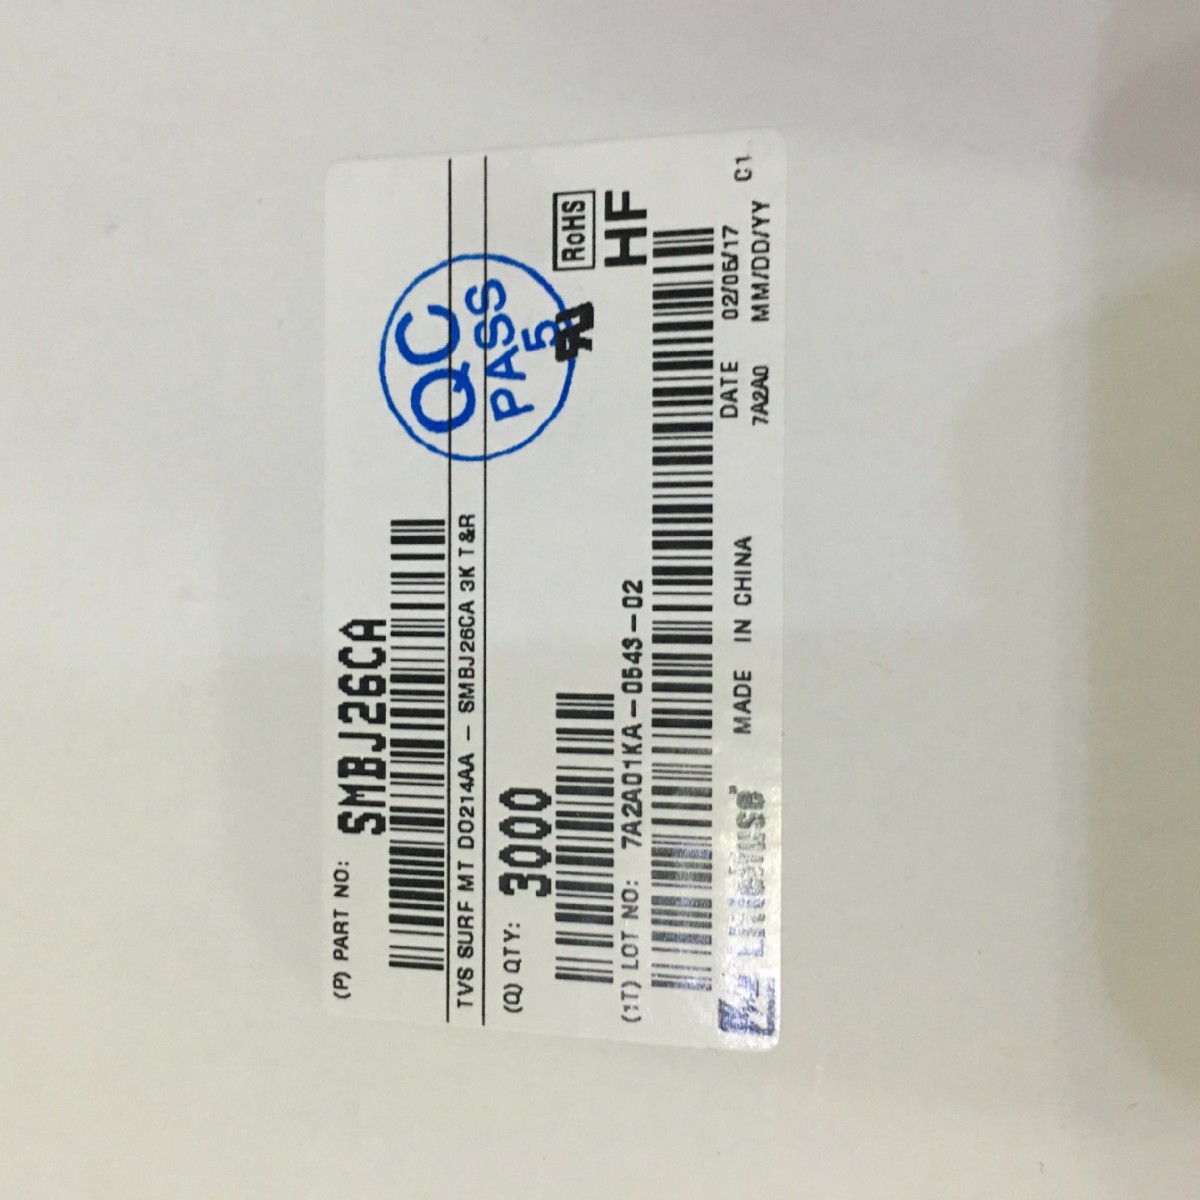 (P) PART NO: SMBJ26CA
TVS SURF MT DO214AA - SMBJ26CA 3K T&R
QC
PASS
5
(Q) QTY: 3000
RoHS
HF
(1T) LOT NO: 7A2A01KA-0543-02
Littelfuse
MADE IN CHINA
DATE 02/06/17
7A2A0 MM/DD/YY C1